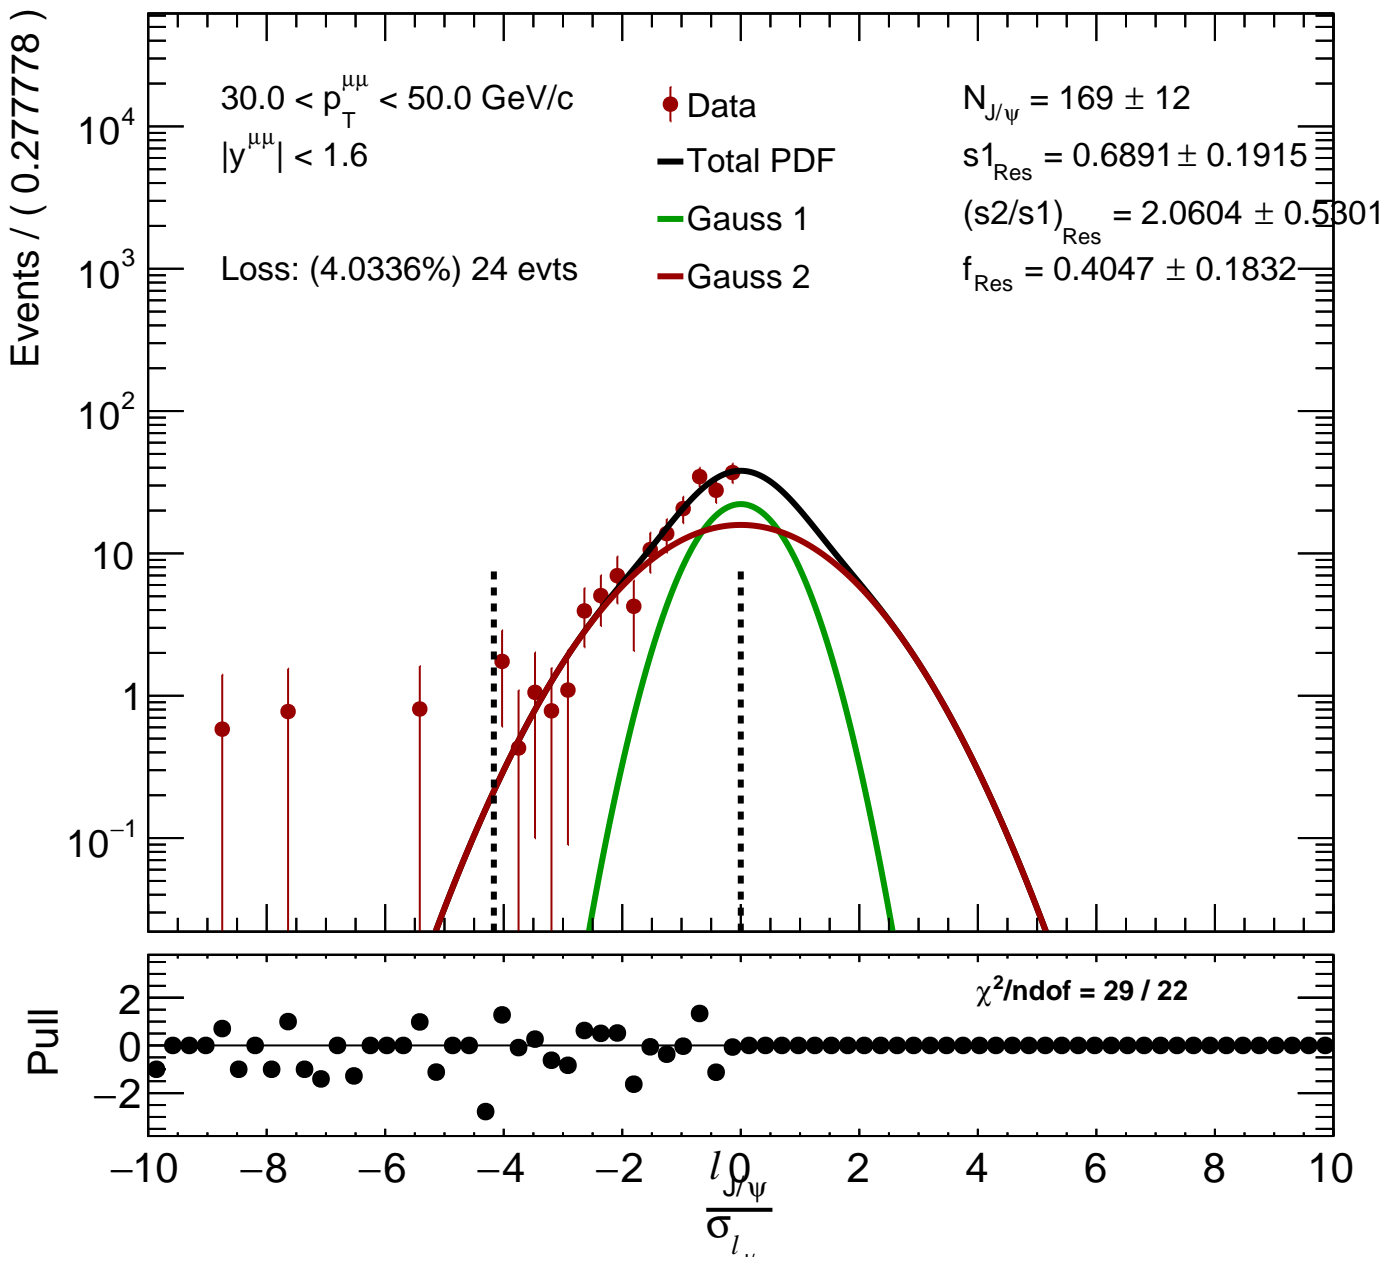 Events / ( 0.277778 )
30.0 < p_T^μμ < 50.0 GeV/c
|y^μμ| < 1.6
Loss: (4.0336%) 24 evts
Data
Total PDF
Gauss 1
Gauss 2
N_J/ψ = 169 ± 12
s1_Res = 0.6891 ± 0.1915
(s2/s1)_Res = 2.0604 ± 0.5301
f_Res = 0.4047 ± 0.1832
10^4
10^3
10^2
10
1
10^−1
χ^2/ndof = 29 / 22
Pull
2
0
−2
−10 −8 −6 −4 −2 0 2 4 6 8 10
l_J/ψ
σ_l